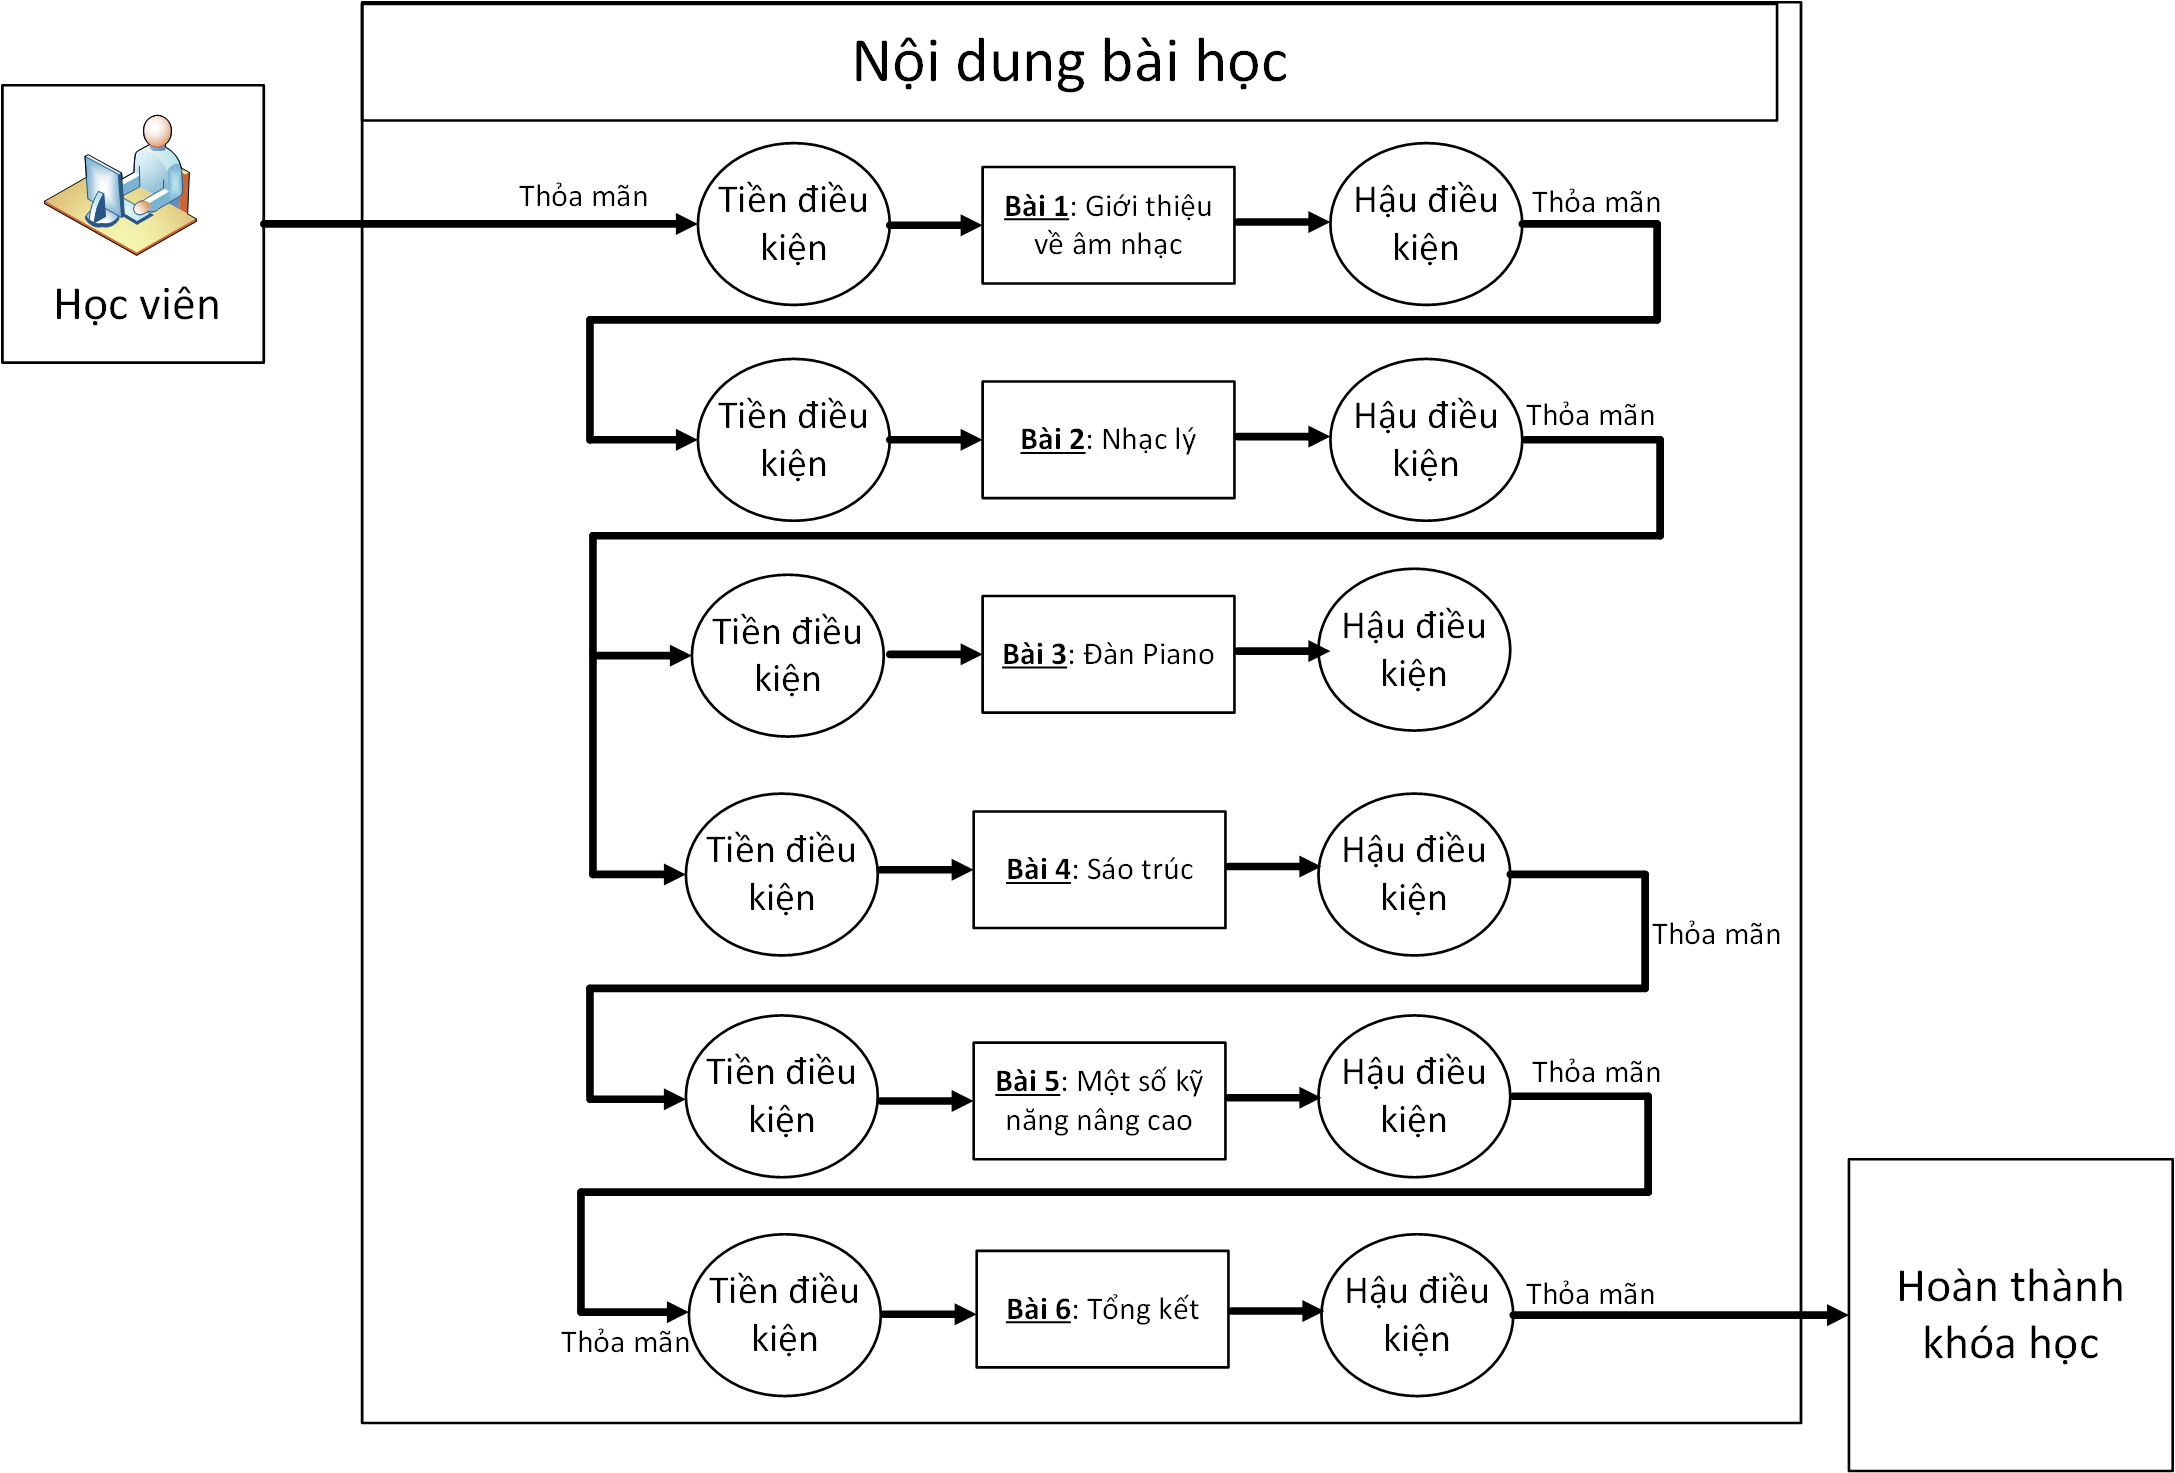 Nội dung bài học
Học viên
Thỏa mãn
Tiền điều
kiện
Bài 1: Giới thiệu
về âm nhạc
Hậu điều
kiện
Thỏa mãn
Tiền điều
kiện
Bài 2: Nhạc lý
Hậu điều
kiện
Thỏa mãn
Tiền điều
kiện
Bài 3: Đàn Piano
Hậu điều
kiện
Tiền điều
kiện
Bài 4: Sáo trúc
Hậu điều
kiện
Thỏa mãn
Tiền điều
kiện
Bài 5: Một số kỹ
năng nâng cao
Hậu điều
kiện
Thỏa mãn
Thỏa mãn
Tiền điều
kiện
Bài 6: Tổng kết
Hậu điều
kiện
Thỏa mãn
Hoàn thành
khóa học